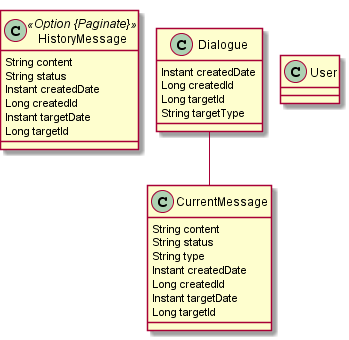 C
«Option {Paginate}»
HistoryMessage
String content
String status
Instant createdDate
Long createdId
Instant targetDate
Long targetId
C Dialogue
Instant createdDate
Long createdId
Long targetId
String targetType
C User
C CurrentMessage
String content
String status
String type
Instant createdDate
Long createdId
Instant targetDate
Long targetId